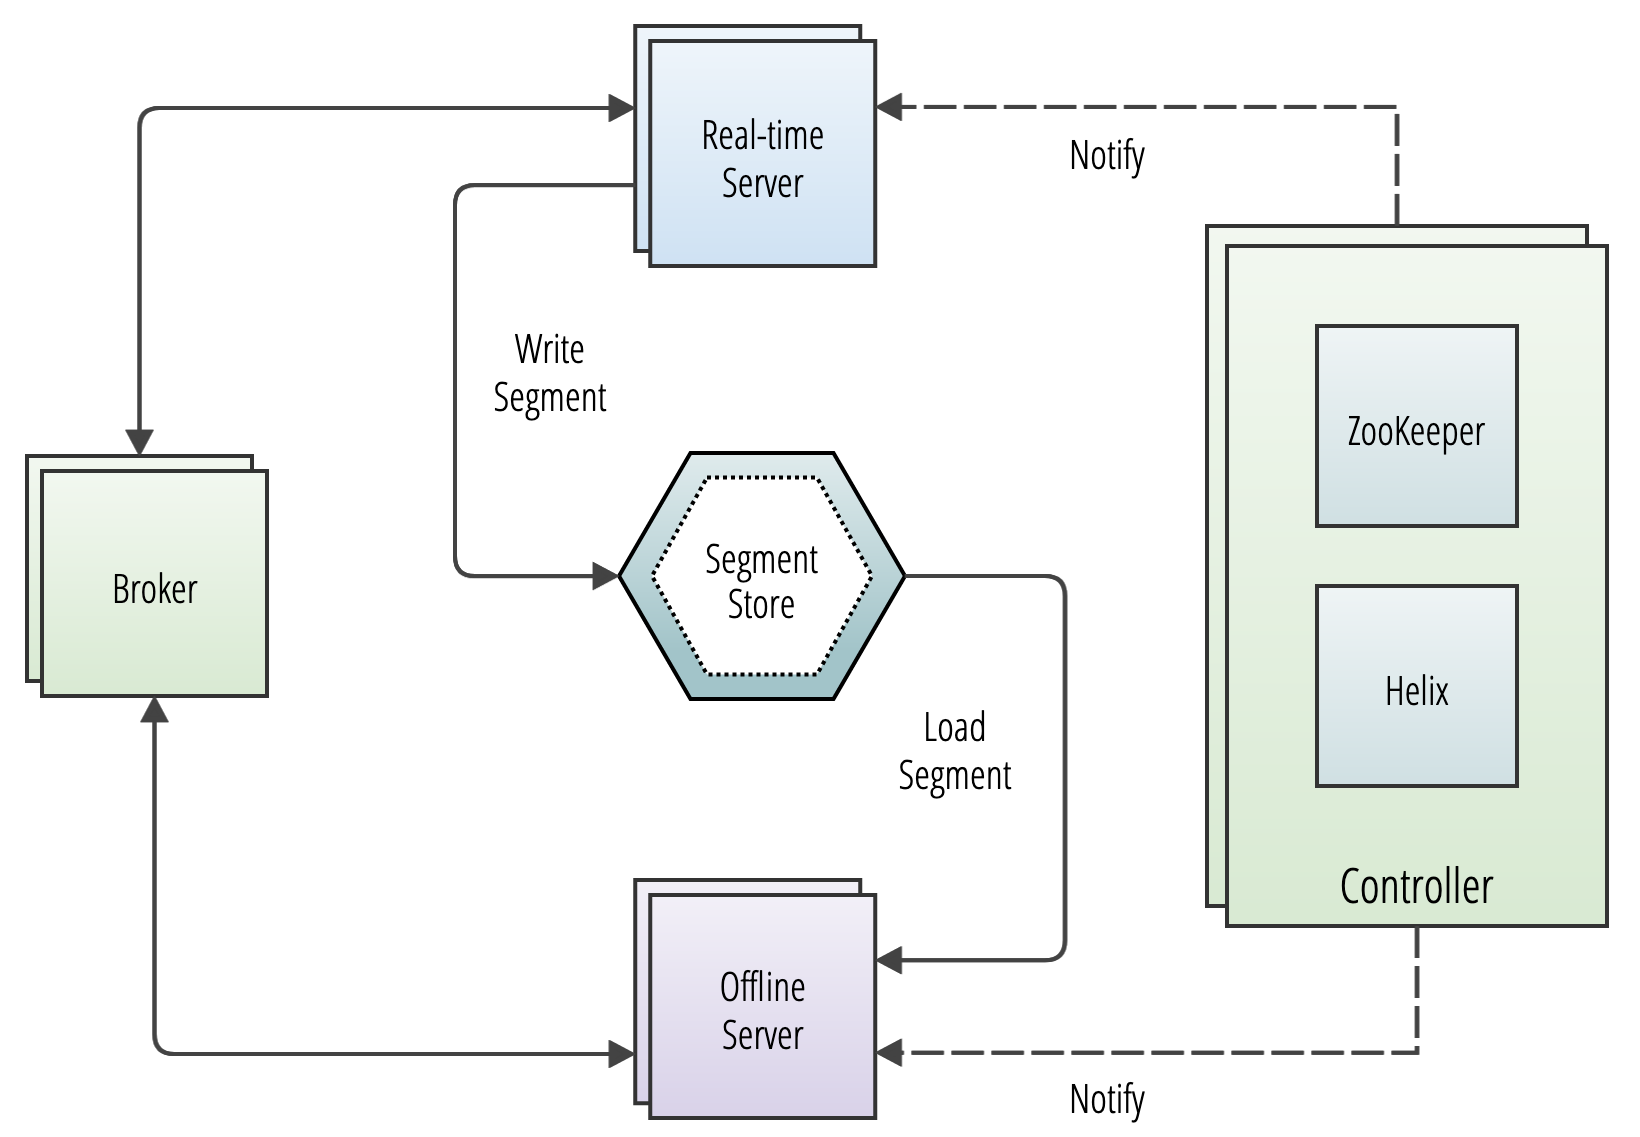 Real-time
Server
Notify
Write
Segment
ZooKeeper
Segment
Store
Broker
Helix
Load
Segment
Controller
Offline
Server
Notify